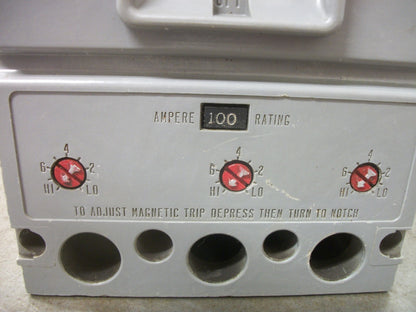 OFF
AMPERE 100 RATING
4 4 4
6 2 6 2 6 2
HI LO HI LO HI LO
TO ADJUST MAGNETIC TRIP DEPRESS THEN TURN TO NOTCH